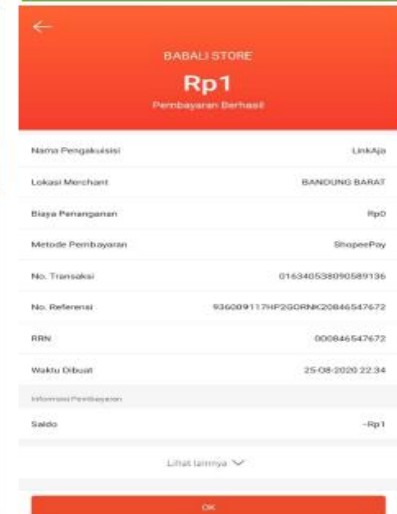 BABALI STORE
Rp1
Pembayaran Berhasil
Nama Pengakuisisi LinkAja
Lokasi Merchant BANDUNG BARAT
Biaya Penanganan Rp0
Metode Pembayaran ShopeePay
No. Transaksi 016340538090589136
No. Referensi 936009117HP2GORNK20846547672
RRN 000846547672
Waktu Dibuat 25-08-2020 22.34
Informasi Pembayaran
Saldo -Rp1
Lihat lainnya
OK